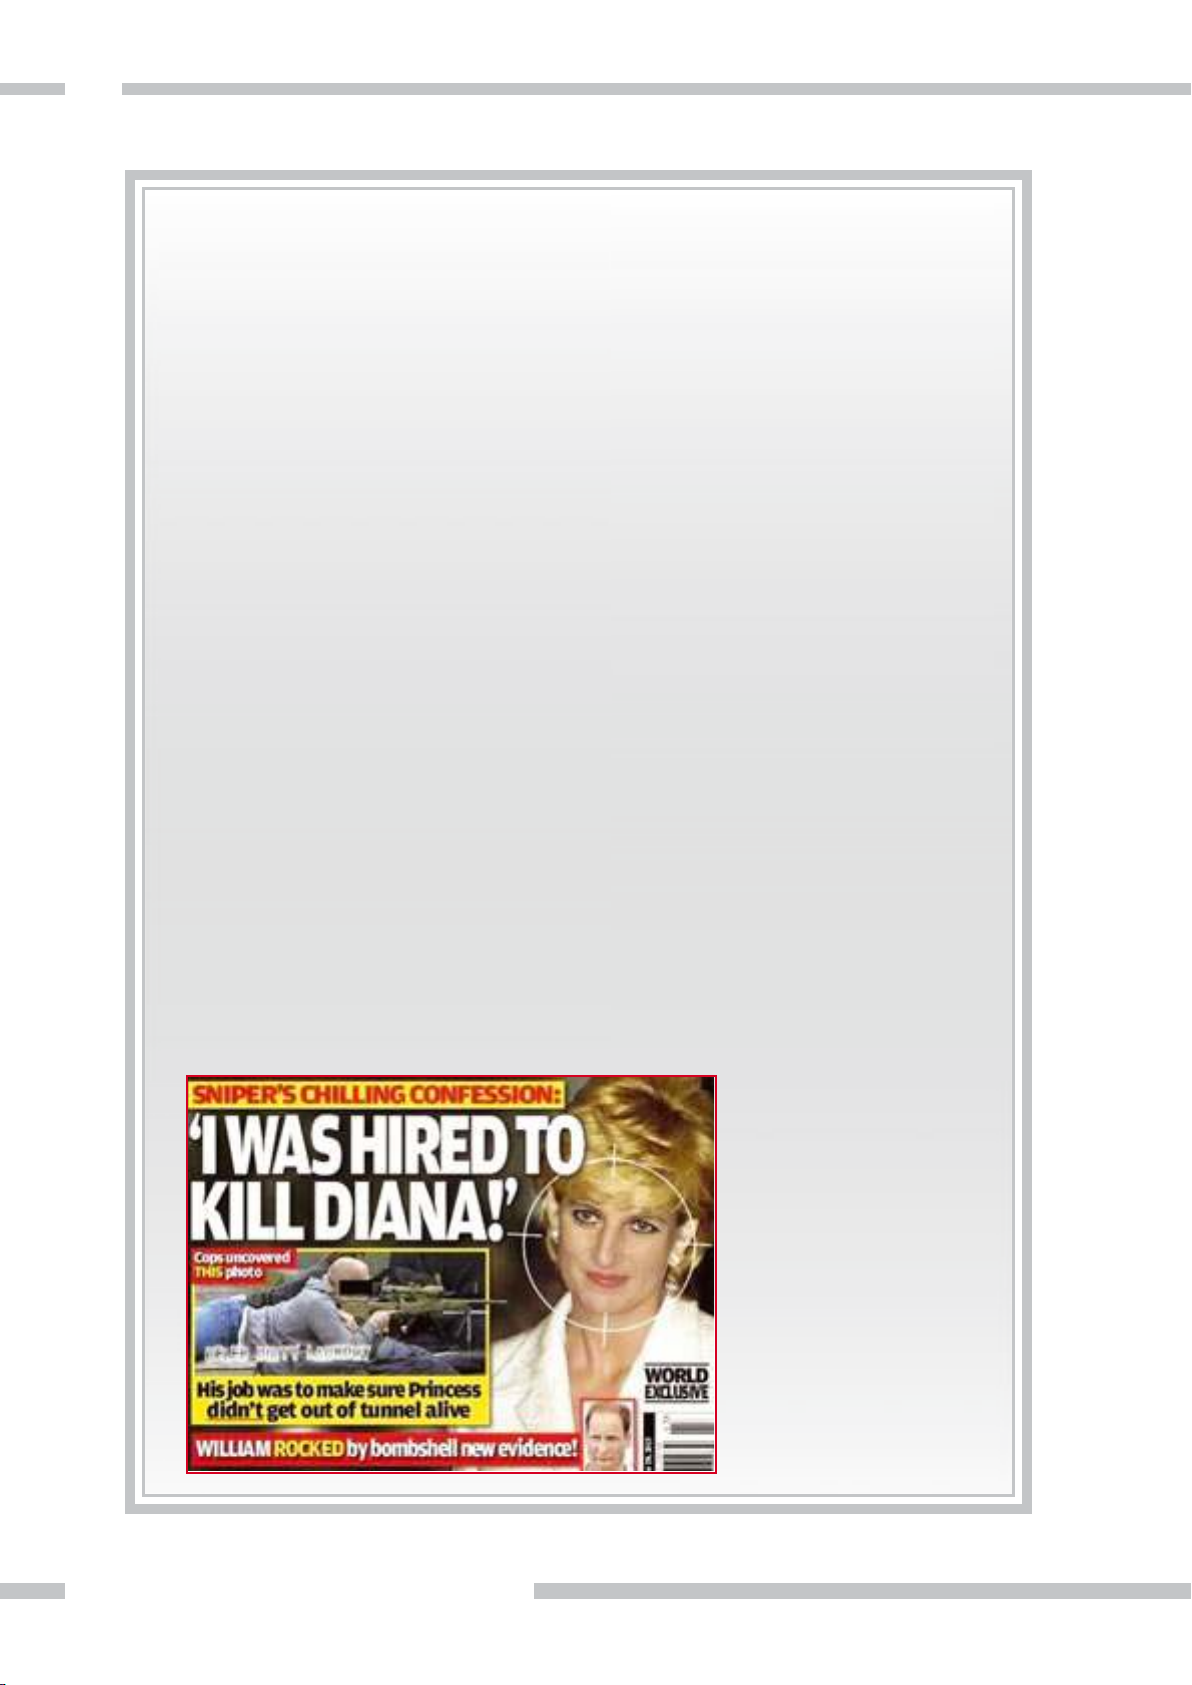 SNIPER'S CHILLING CONFESSION:
'I WAS HIRED TO
KILL DIANA!'
Cops uncovered
THIS photo
His job was to make sure Princess
didn't get out of tunnel alive
WORLD
EXCLUSIVE
WILLIAM ROCKED by bombshell new evidence!